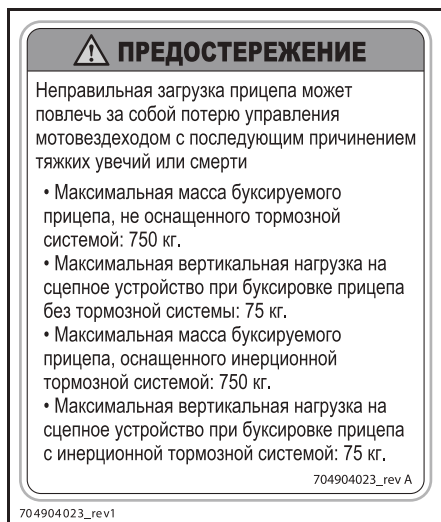 ПРЕДОСТЕРЕЖЕНИЕ
Неправильная загрузка прицепа может
повлечь за собой потерю управления
мотовездеходом с последующим причинением
тяжких увечий или смерти
• Максимальная масса буксируемого
прицепа, не оснащенного тормозной
системой: 750 кг.
• Максимальная вертикальная нагрузка на
сцепное устройство при буксировке прицепа
без тормозной системы: 75 кг.
• Максимальная масса буксируемого
прицепа, оснащенного инерционной
тормозной системой: 750 кг.
• Максимальная вертикальная нагрузка на
сцепное устройство при буксировке прицепа
с инерционной тормозной системой: 75 кг.
704904023_rev A
704904023_rev1